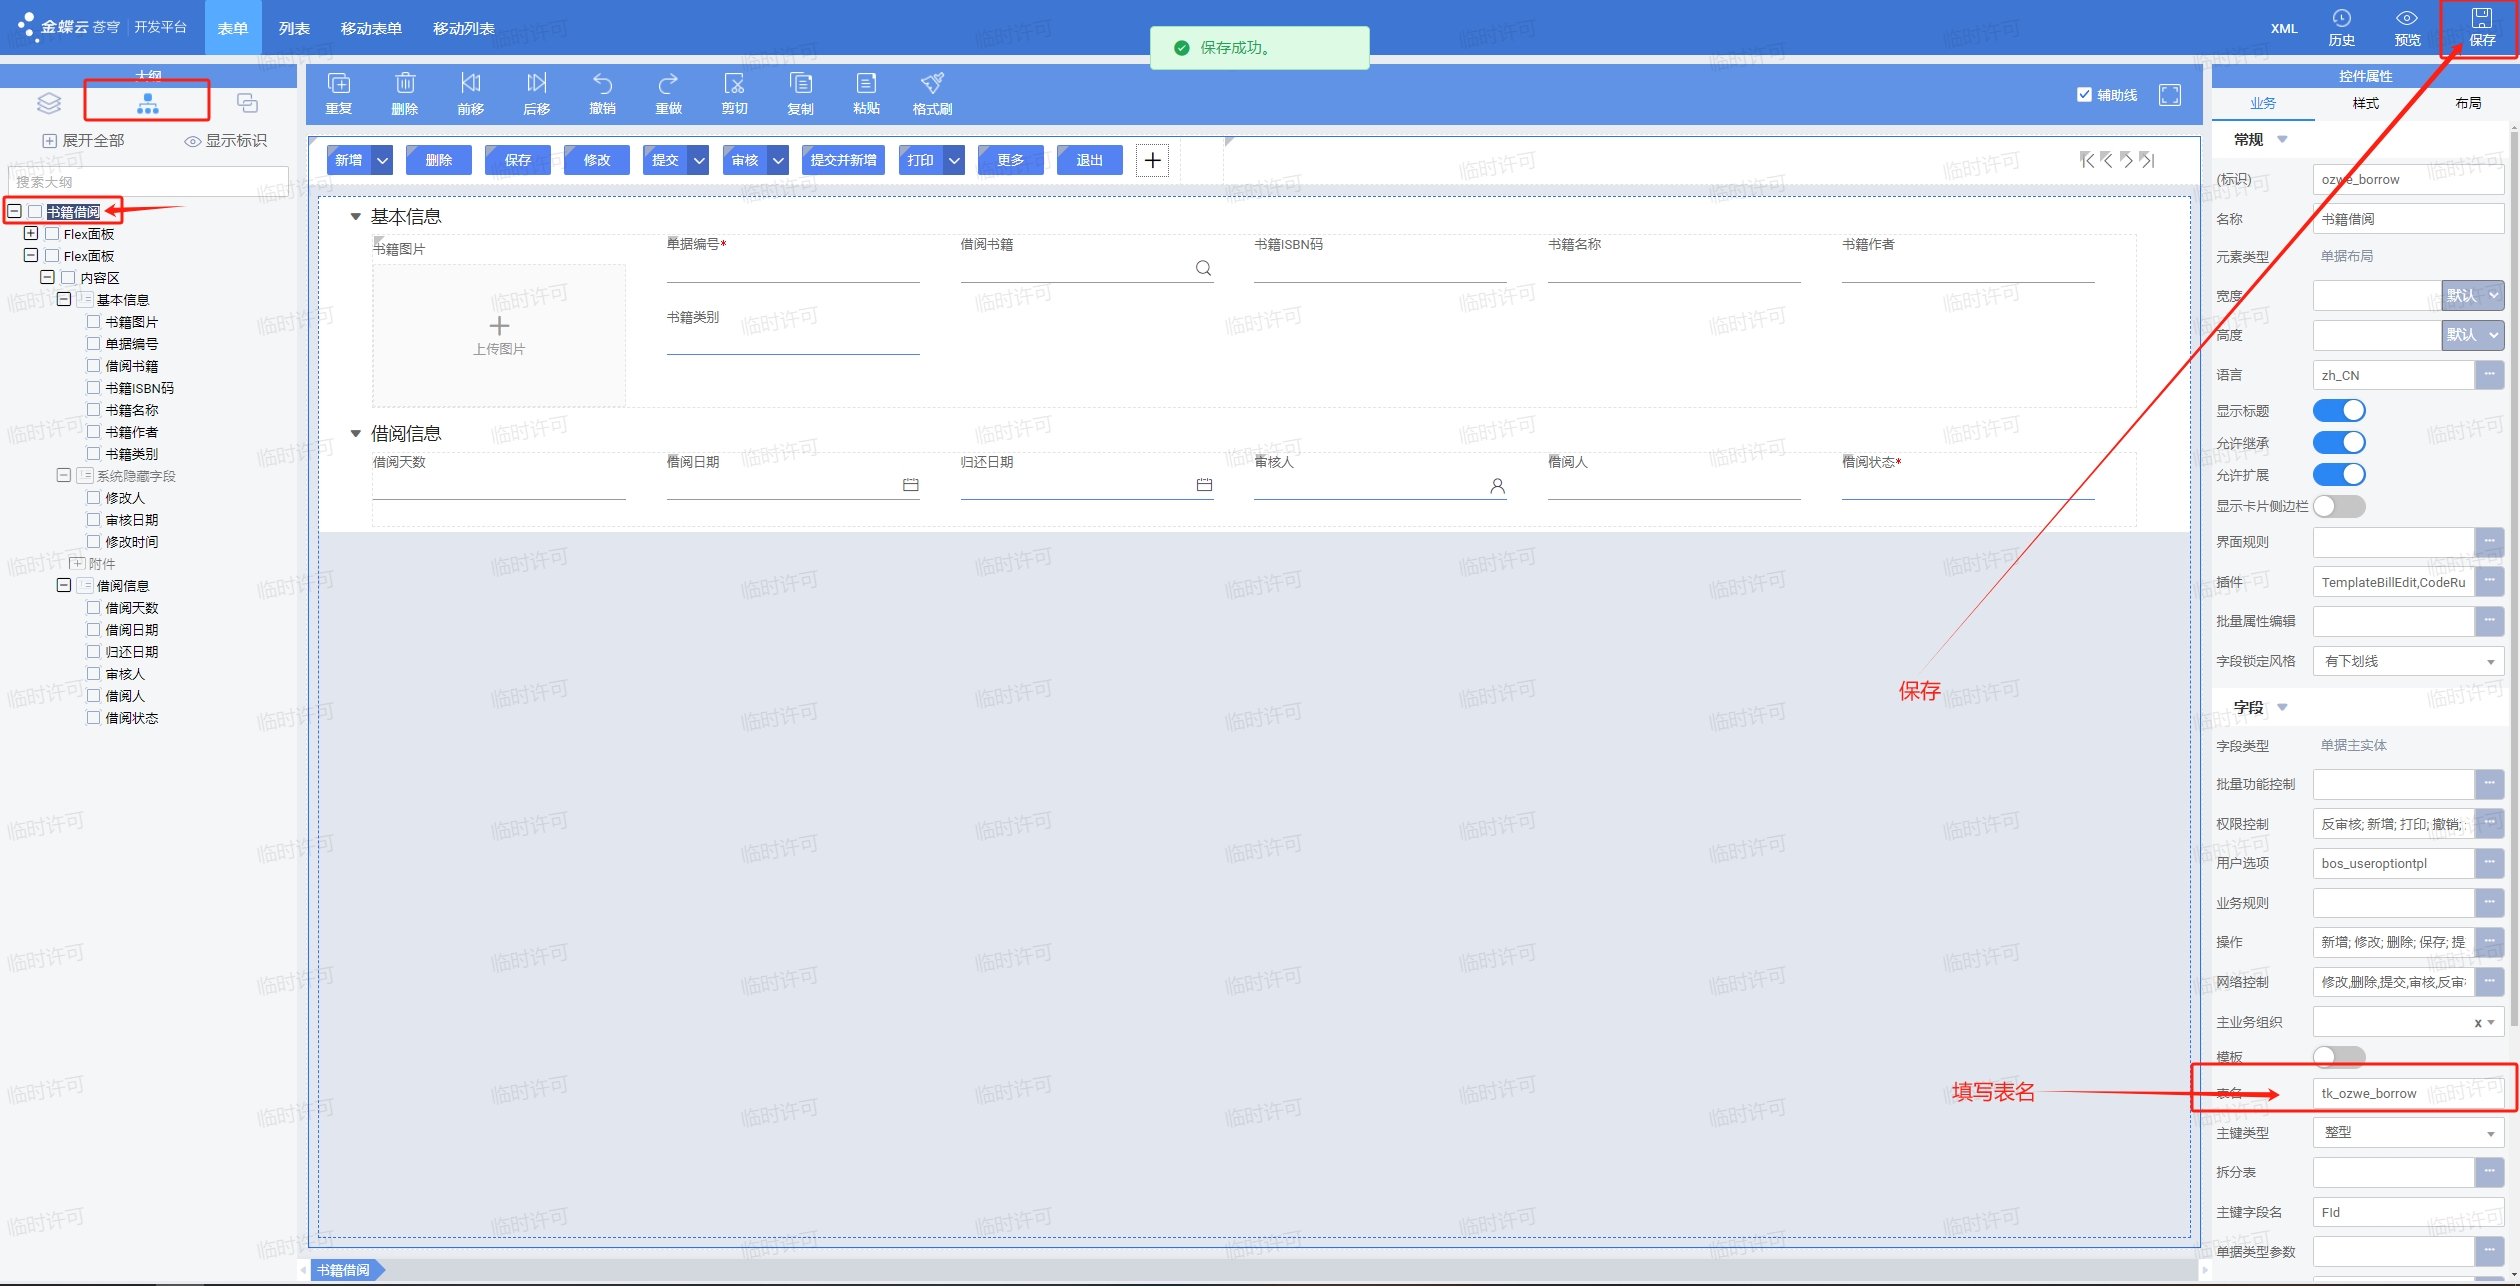 金蝶云 苍穹 | 开发平台
表单 列表 移动表单 移动列表
保存成功。
XML 历史 预览 保存
大纲
展开全部 显示标识
搜索大纲
书籍借阅
Flex面板
Flex面板
内容区
基本信息
书籍图片
单据编号
借阅书籍
书籍ISBN码
书籍名称
书籍作者
书籍类别
系统隐藏字段
修改人
审核日期
修改时间
附件
借阅信息
借阅天数
借阅日期
归还日期
审核人
借阅人
借阅状态
重复 删除 前移 后移 撤销 重做 剪切 复制 粘贴 格式刷
辅助线
新增 删除 保存 修改 提交 审核 提交并新增 打印 更多 退出
基本信息
书籍图片 单据编号* 借阅书籍 书籍ISBN码 书籍名称 书籍作者
上传图片
书籍类别
借阅信息
借阅天数 借阅日期 归还日期 审核人 借阅人 借阅状态*
保存
填写表名
书籍借阅
控件属性
业务 样式 布局
常规
(标识) ozwe_borrow
名称 书籍借阅
元素类型 单据布局
宽度 默认
高度 默认
语言 zh_CN
显示标题
允许继承
允许扩展
显示卡片侧边栏
界面规则
插件 TemplateBillEdit,CodeRu
批量属性编辑
字段锁定风格 有下划线
字段
字段类型 单据主实体
批量功能控制
权限控制 反审核; 新增; 打印; 撤销;
用户选项 bos_useroptiontpl
业务规则
操作 新增; 修改; 删除; 保存; 提
网络控制 修改,删除,提交,审核,反审
主业务组织 x
模板
表名 tk_ozwe_borrow
主键类型 整型
拆分表
主键字段名 FId
单据类型参数
临时许可